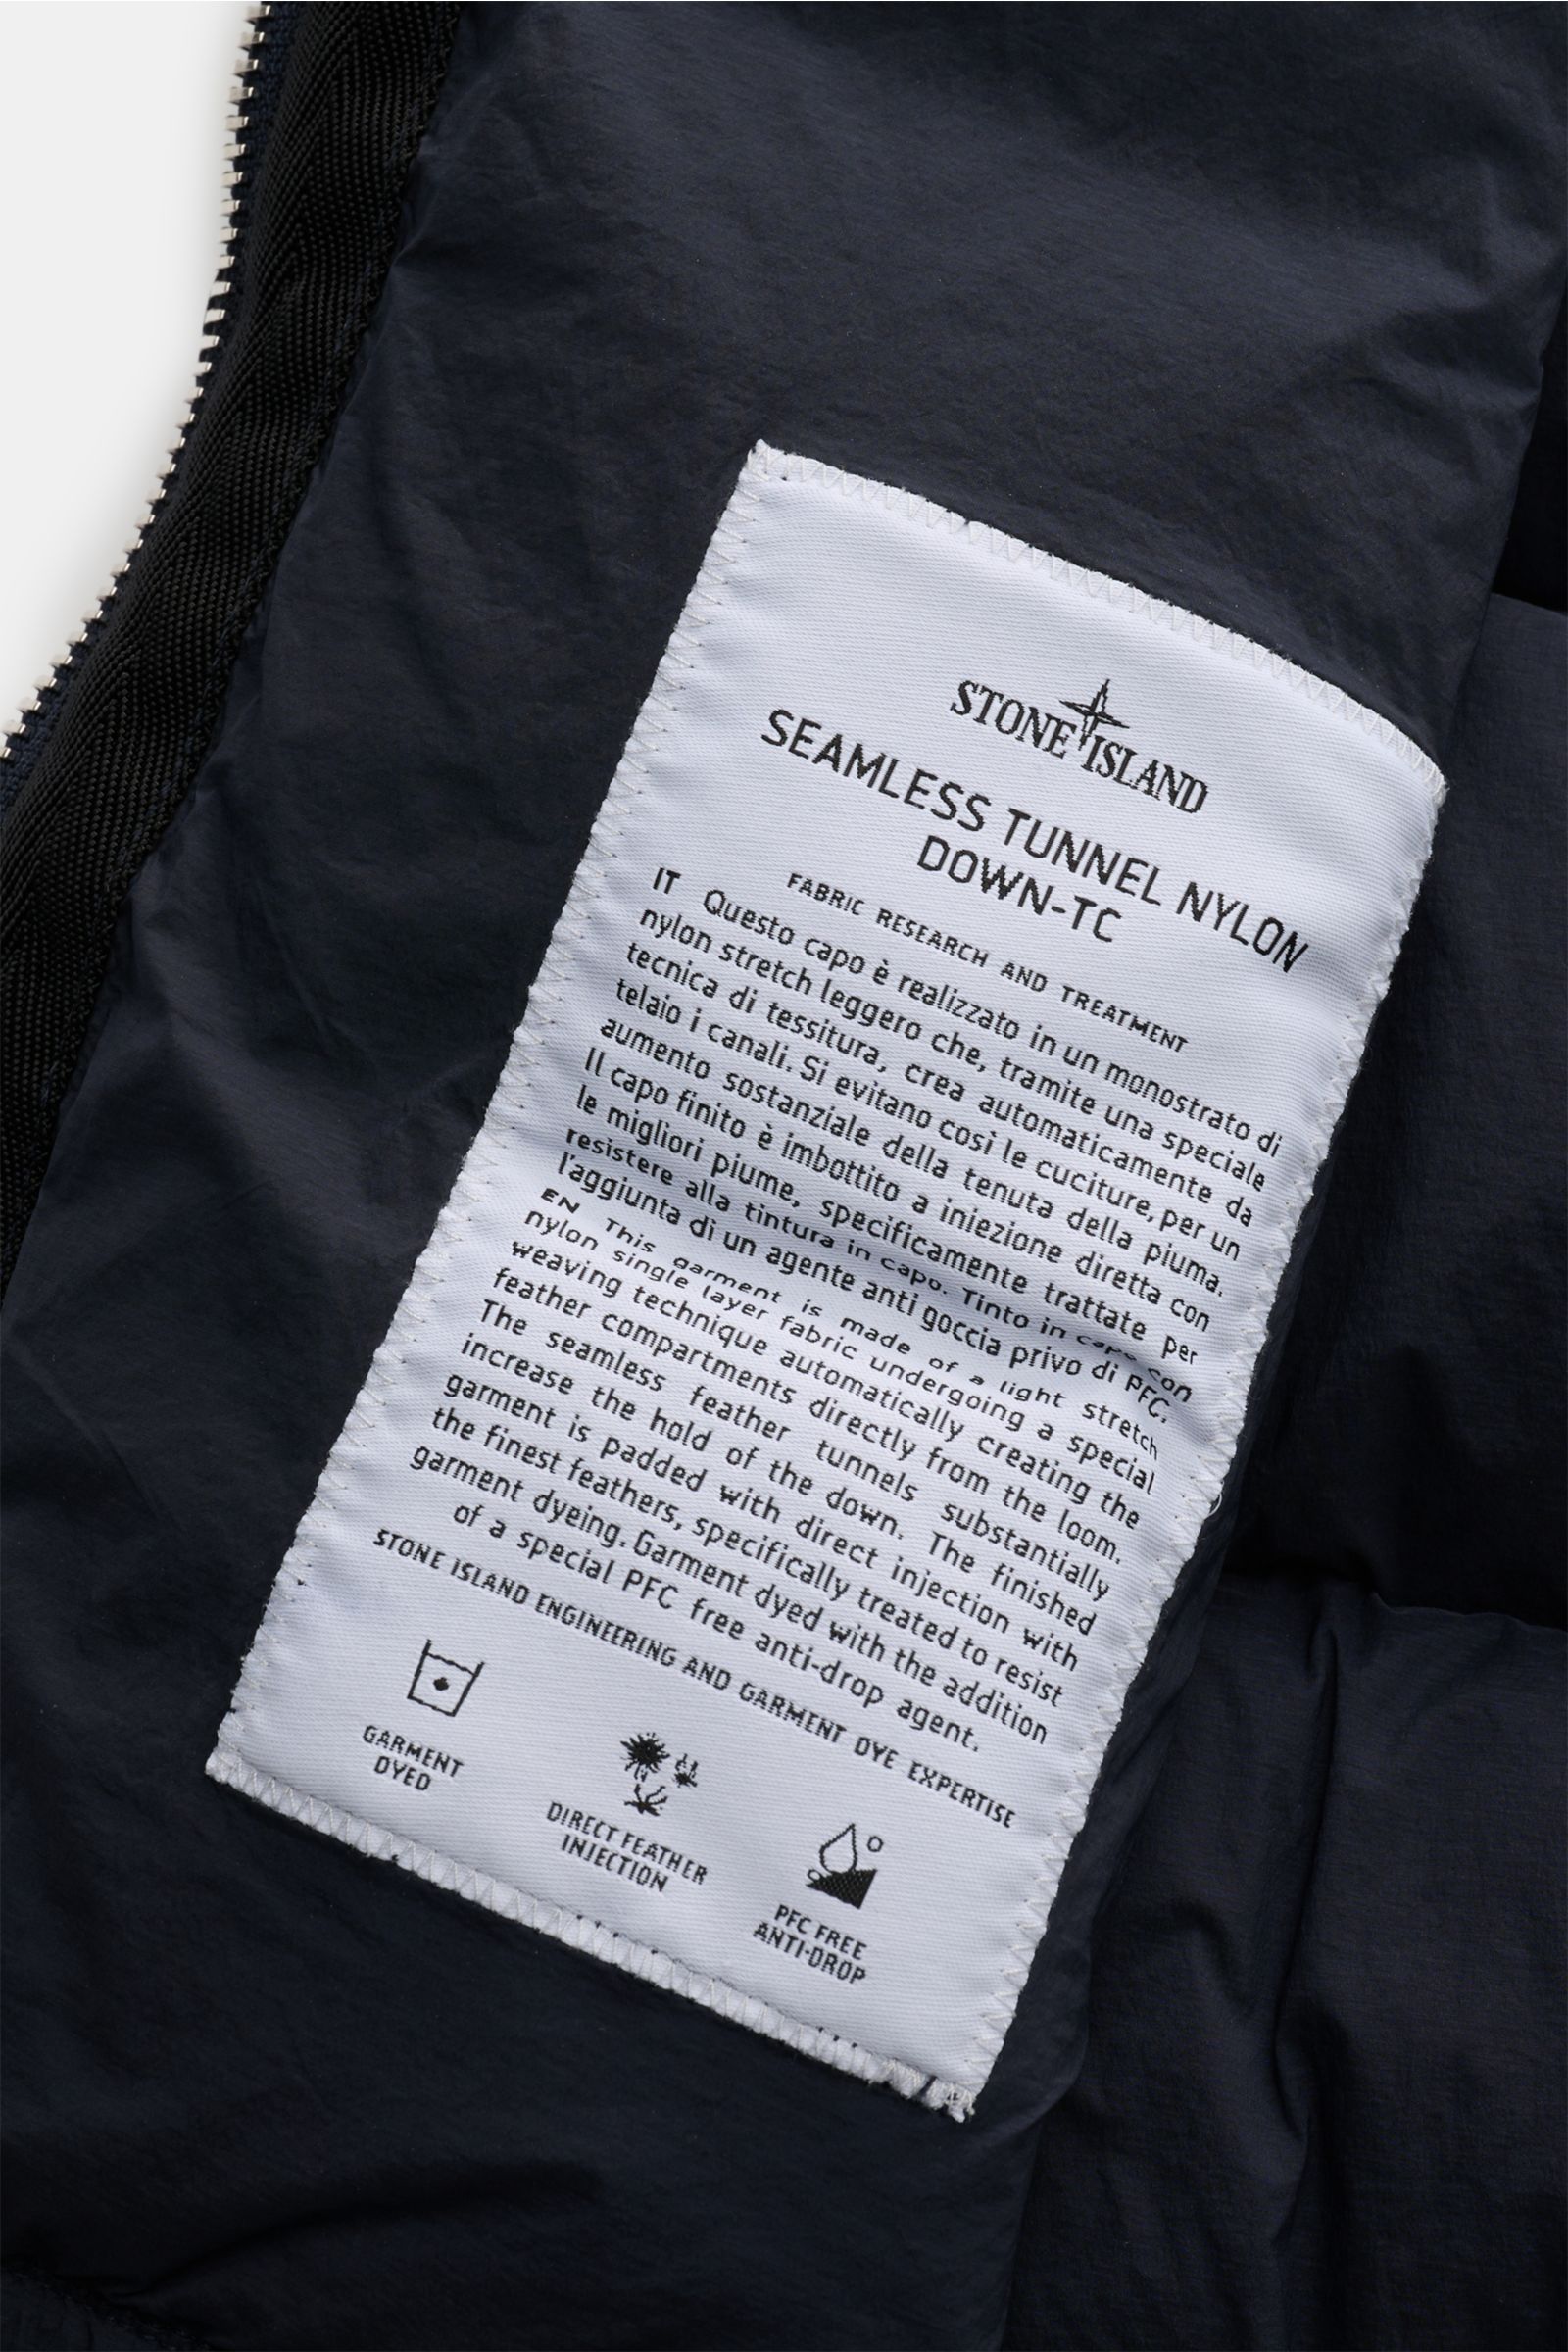 STONE ISLAND
SEAMLESS TUNNEL NYLON
DOWN-TC
FABRIC RESEARCH AND TREATMENT
IT Questo capo è realizzato in un monostrato di
nylon stretch leggero che, tramite una speciale
tecnica di tessitura, crea automaticamente da
telaio i canali. Si evitano così le cuciture, per un
aumento sostanziale della tenuta della piuma.
Il capo finito è imbottito a iniezione diretta con
le migliori piume, specificamente trattate per
resistere alla tintura in capo. Tinto in capo con
l'aggiunta di un agente anti goccia privo di PFC.
EN This garment is made of a light stretch
nylon single layer fabric undergoing a special
weaving technique automatically creating the
feather compartments directly from the loom.
The seamless feather tunnels substantially
increase the hold of the down. The finished
garment is padded with direct injection with
the finest feathers, specifically treated to resist
garment dyeing. Garment dyed with the addition
of a special PFC free anti-drop agent.
STONE ISLAND ENGINEERING AND GARMENT DYE EXPERTISE
GARMENT
DYED
DIRECT FEATHER
INJECTION
PFC FREE
ANTI-DROP